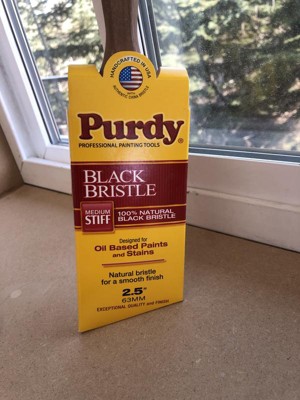 HANDCRAFTED IN USA
Purdy®
PROFESSIONAL PAINTING TOOLS
BLACK
BRISTLE
MEDIUM
STIFF
100% NATURAL
BLACK BRISTLE
Designed for
Oil Based Paints
and Stains
Natural bristle
for a smooth finish
2.5"
63MM
EXCEPTIONAL QUALITY and FINISH